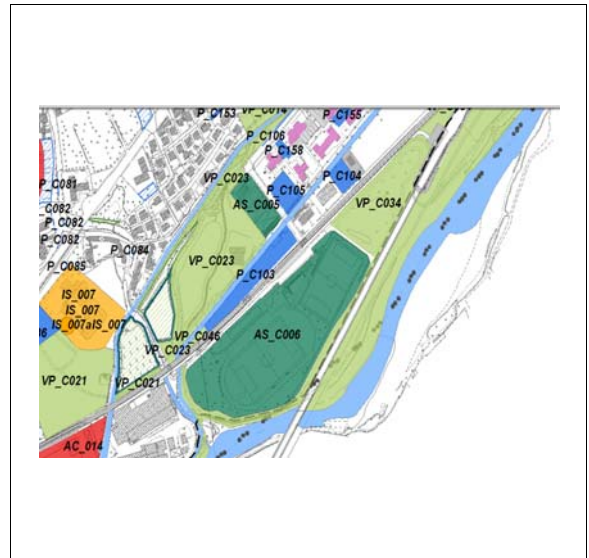 P_C153
VP_C014
P_C155
P_C106
P_C158
VP_C023
P_C104
P_C081
P_C105
AS_C005
VP_C034
C_082
P_C082
P_C082
P_C084
VP_C023
P_C085
P_C103
IS_007
IS_007
IS_007aIS_007
VP_C046
AS_C006
VP_C023
VP_C021
VP_C021
AC_014